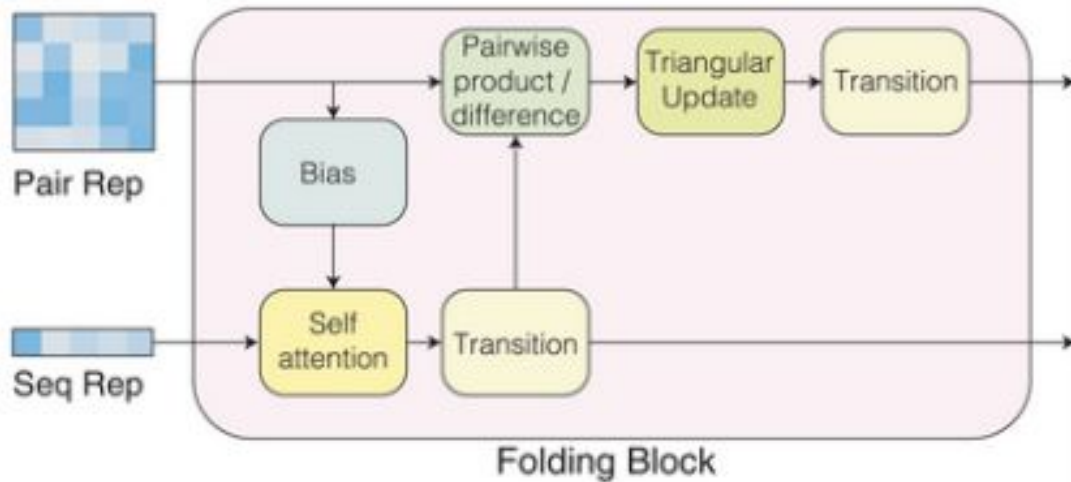 Pair Rep
Pairwise
product /
difference
Triangular
Update
Transition
Bias
Seq Rep
Self
attention
Transition
Folding Block